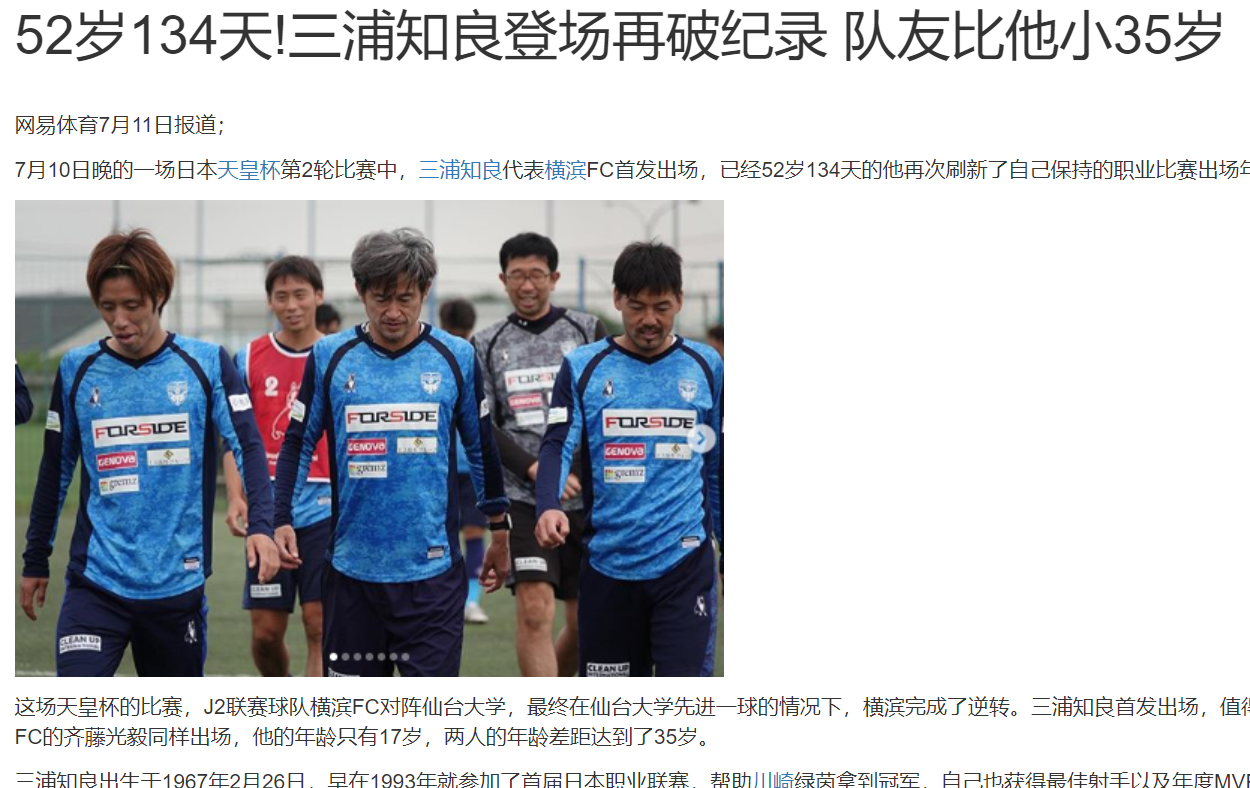 52岁134天!三浦知良登场再破纪录 队友比他小35岁
网易体育7月11日报道；
7月10日晚的一场日本天皇杯第2轮比赛中，三浦知良代表横滨FC首发出场，已经52岁134天的他再次刷新了自己保持的职业比赛出场年
2
FORSIDE
FORSIDE
FORSIDE
GENOVA
GENOVA
GENOVA
gremz
gremz
gremz
CLEAN UP
CLEAN UP
CLEAN UP
INTERNATIONAL
CLEAN UP
这场天皇杯的比赛，J2联赛球队横滨FC对阵仙台大学，最终在仙台大学先进一球的情况下，横滨完成了逆转。三浦知良首发出场，值得
FC的齐藤光毅同样出场，他的年龄只有17岁，两人的年龄差距达到了35岁。
三浦知良出生于1967年2月26日，早在1993年就参加了首届日本职业联赛，帮助川崎绿茵拿到冠军，自己也获得最佳射手以及年度MVP